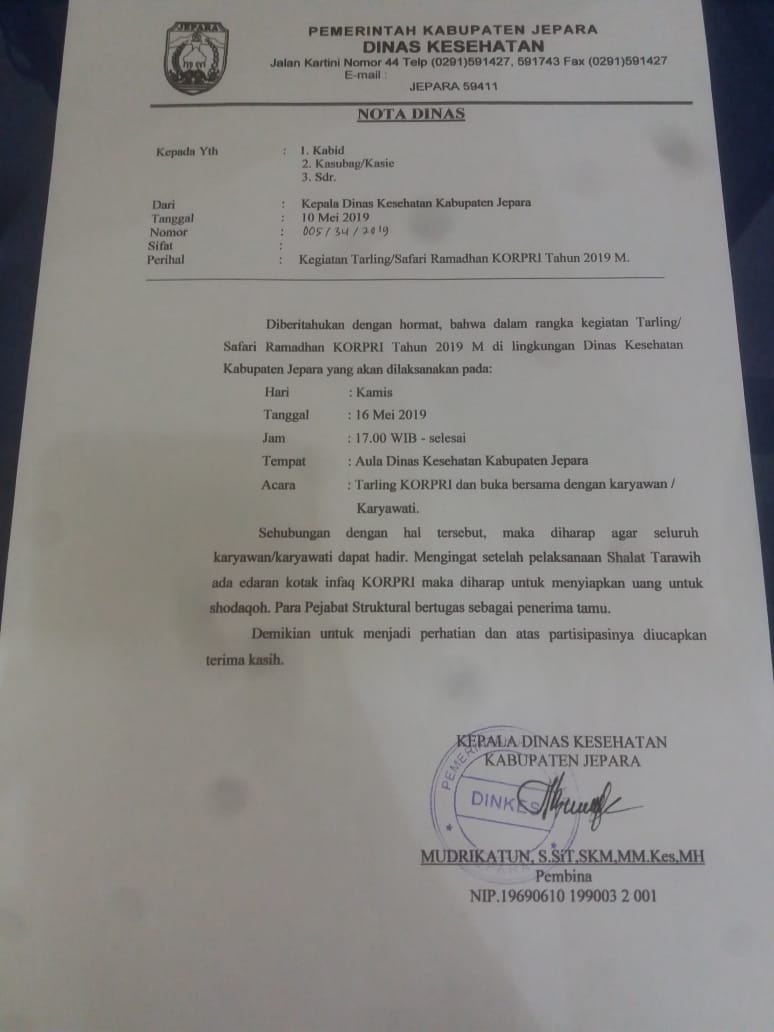 JEPARA
PEMERINTAH KABUPATEN JEPARA
DINAS KESEHATAN
Jalan Kartini Nomor 44 Telp (0291)591427, 591743 Fax (0291)591427
E-mail :
JEPARA 59411
NOTA DINAS
Kepada Yth : 1. Kabid
2. Kasubag/Kasie
3. Sdr.
Dari : Kepala Dinas Kesehatan Kabupaten Jepara
Tanggal : 10 Mei 2019
Nomor : 005/34/2019
Sifat :
Perihal : Kegiatan Tarling/Safari Ramadhan KORPRI Tahun 2019 M.
Diberitahukan dengan hormat, bahwa dalam rangka kegiatan Tarling/
Safari Ramadhan KORPRI Tahun 2019 M di lingkungan Dinas Kesehatan
Kabupaten Jepara yang akan dilaksanakan pada:
Hari : Kamis
Tanggal : 16 Mei 2019
Jam : 17.00 WIB - selesai
Tempat : Aula Dinas Kesehatan Kabupaten Jepara
Acara : Tarling KORPRI dan buka bersama dengan karyawan /
Karyawati.
Sehubungan dengan hal tersebut, maka diharap agar seluruh
karyawan/karyawati dapat hadir. Mengingat setelah pelaksanaan Shalat Tarawih
ada edaran kotak infaq KORPRI maka diharap untuk menyiapkan uang untuk
shodaqoh. Para Pejabat Struktural bertugas sebagai penerima tamu.
Demikian untuk menjadi perhatian dan atas partisipasinya diucapkan
terima kasih.
KEPALA DINAS KESEHATAN
KABUPATEN JEPARA
DINKES
MUDRIKATUN, S.SiT,SKM,MM.Kes,MH
Pembina
NIP.19690610 199003 2 001